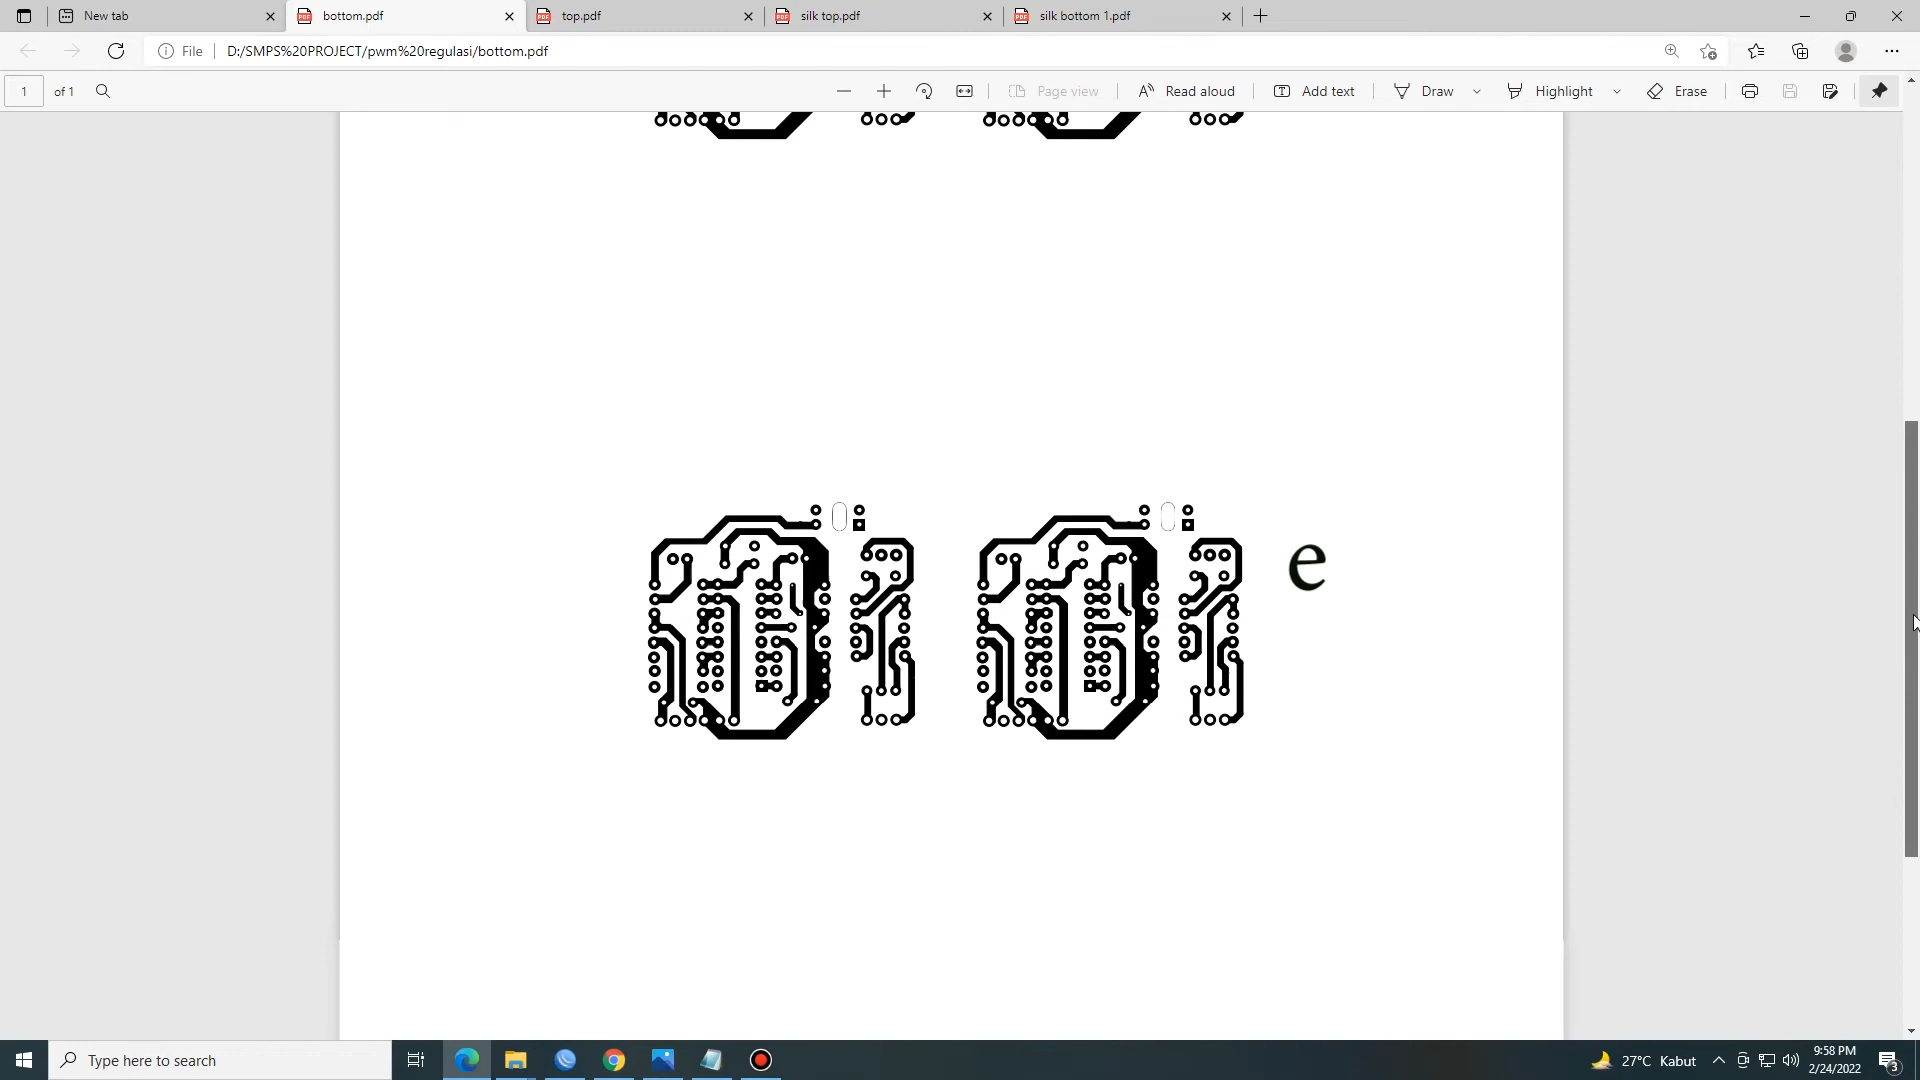 New tab
bottom.pdf
top.pdf
silk top.pdf
silk bottom 1.pdf
File
D:/SMPS%20PROJECT/pwm%20regulasi/bottom.pdf
1 of 1
Page view
Read aloud
Add text
Draw
Highlight
Erase
e
Type here to search
27°C Kabut
9:58 PM
2/24/2022
3